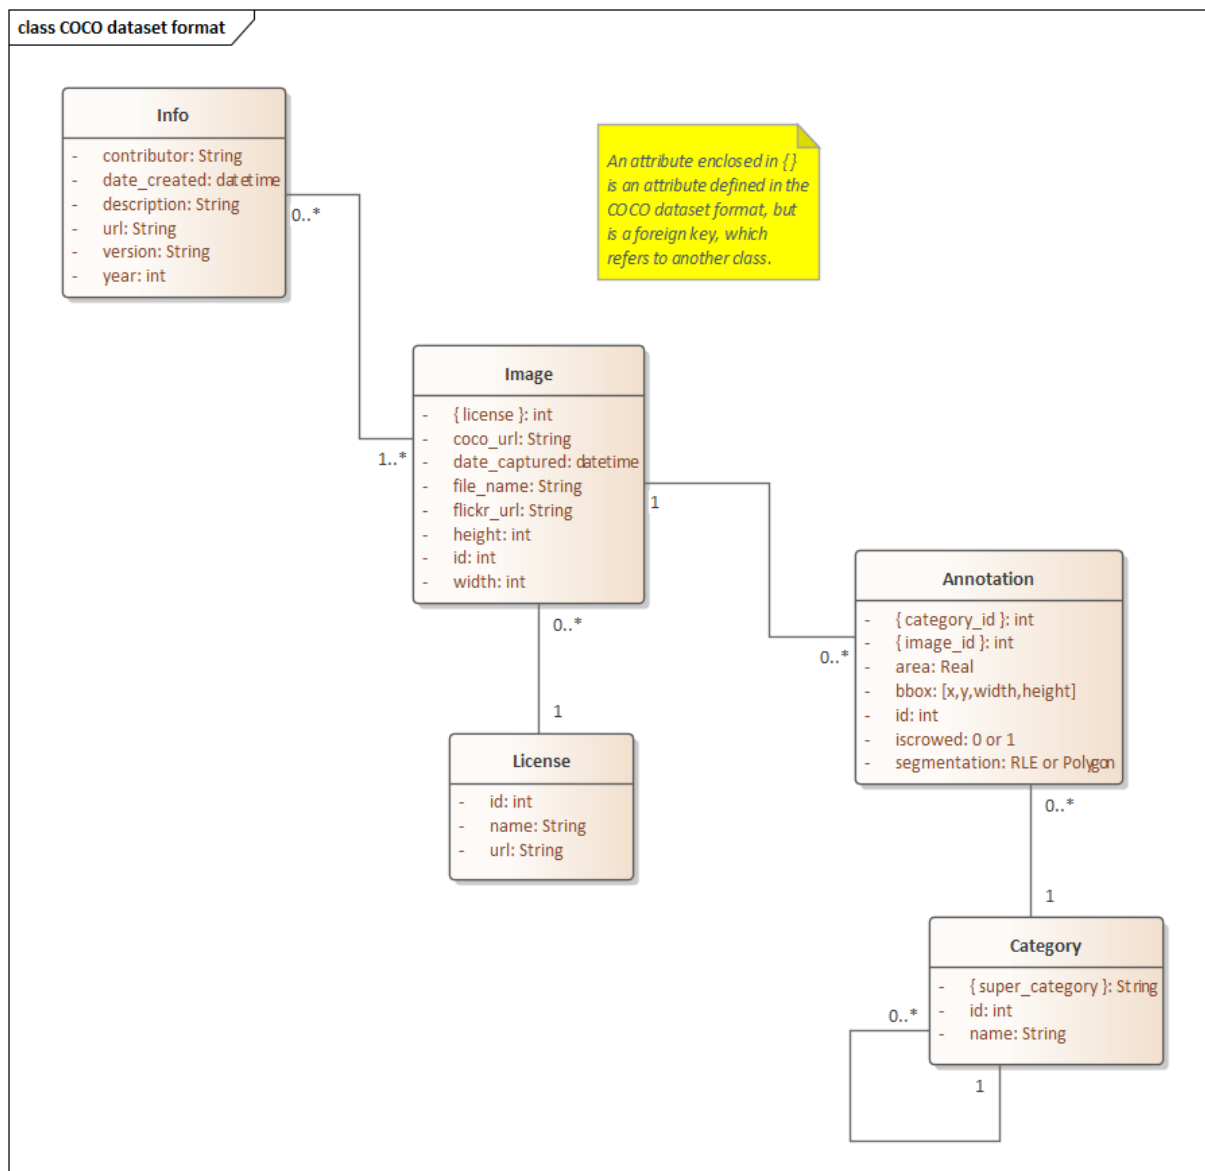 class COCO dataset format
Info
- contributor: String
- date_created: datetime
- description: String
- url: String
- version: String
- year: int
0..*
An attribute enclosed in { }
is an attribute defined in the
COCO dataset format, but
is a foreign key, which
refers to another class.
1..*
Image
- { license }: int
- coco_url: String
- date_captured: datetime
- file_name: String
- flickr_url: String
- height: int
- id: int
- width: int
1
0..*
0..*
Annotation
- { category_id }: int
- { image_id }: int
- area: Real
- bbox: [x,y,width,height]
- id: int
- iscrowed: 0 or 1
- segmentation: RLE or Polygon
1
License
- id: int
- name: String
- url: String
0..*
1
Category
- { super_category }: String
- id: int
- name: String
0..*
1